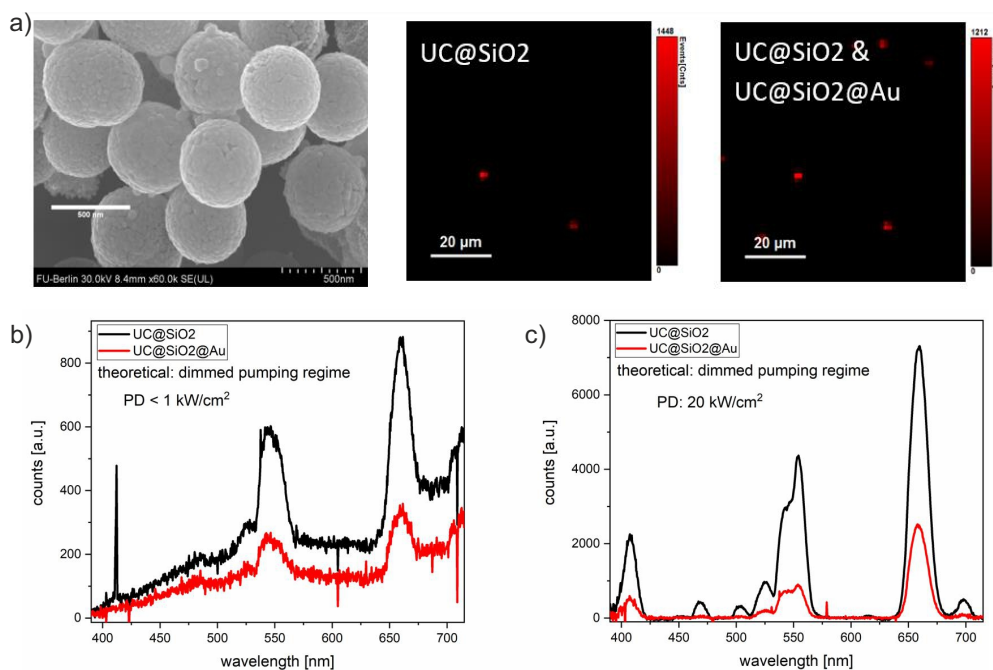 a)
500 nm
FU-Berlin 30.0kV 8.4mm x60.0k SE(UL)
500nm
UC@SiO2
20 µm
1448
Events[Cnts]
0
UC@SiO2 &
UC@SiO2@Au
20 µm
1212
0
b)
UC@SiO2
UC@SiO2@Au
theoretical: dimmed pumping regime
PD < 1 kW/cm²
counts [a.u.]
800
600
400
200
0
400 450 500 550 600 650 700
wavelength [nm]
c)
UC@SiO2
UC@SiO2@Au
theoretical: dimmed pumping regime
PD: 20 kW/cm²
counts [a.u.]
8000
6000
4000
2000
0
400 450 500 550 600 650 700
wavelength [nm]